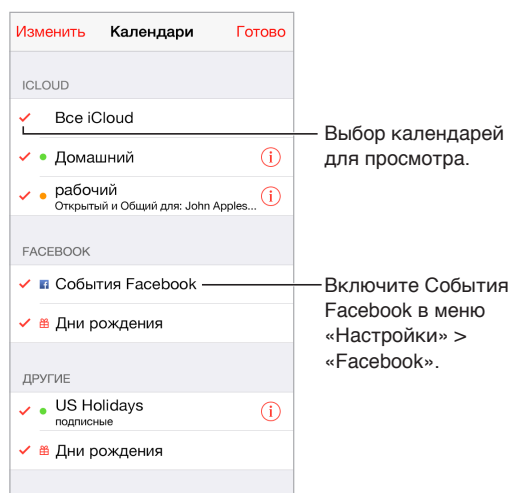 Изменить Календари Готово
ICLOUD
Все iCloud
Домашний
рабочий
Открытый и Общий для: John Apples...
FACEBOOK
События Facebook
Дни рождения
ДРУГИЕ
US Holidays
подписные
Дни рождения
Выбор календарей
для просмотра.
Включите События
Facebook в меню
«Настройки» >
«Facebook».